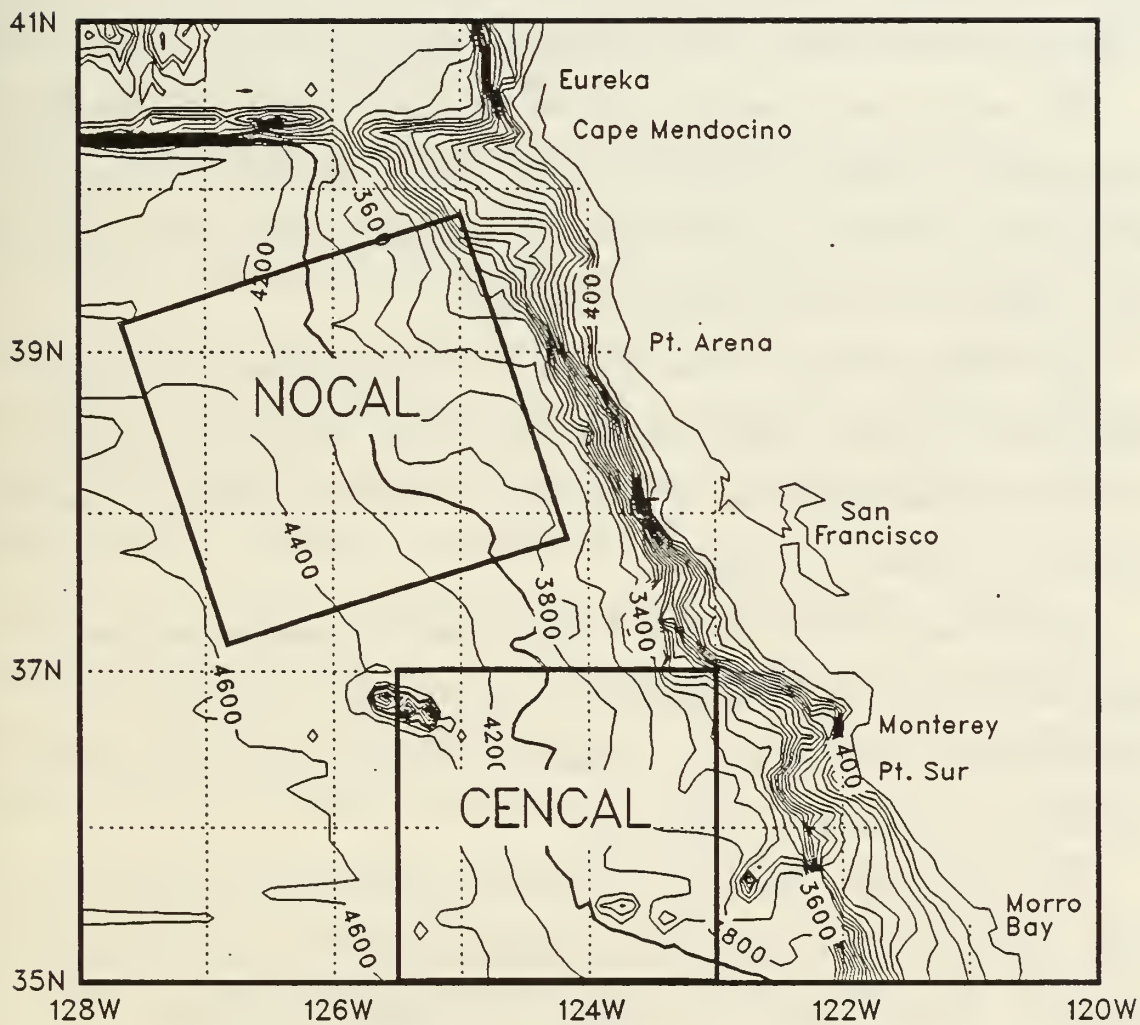 41N
Eureka
Cape Mendocino
3600
4200
400
39N
Pt. Arena
NOCAL
San
Francisco
4400
3800
3400
37N
4600
Monterey
4200
400
Pt. Sur
CENCAL
3600
Morro
Bay
4600
3800
35N
128W
126W
124W
122W
120W